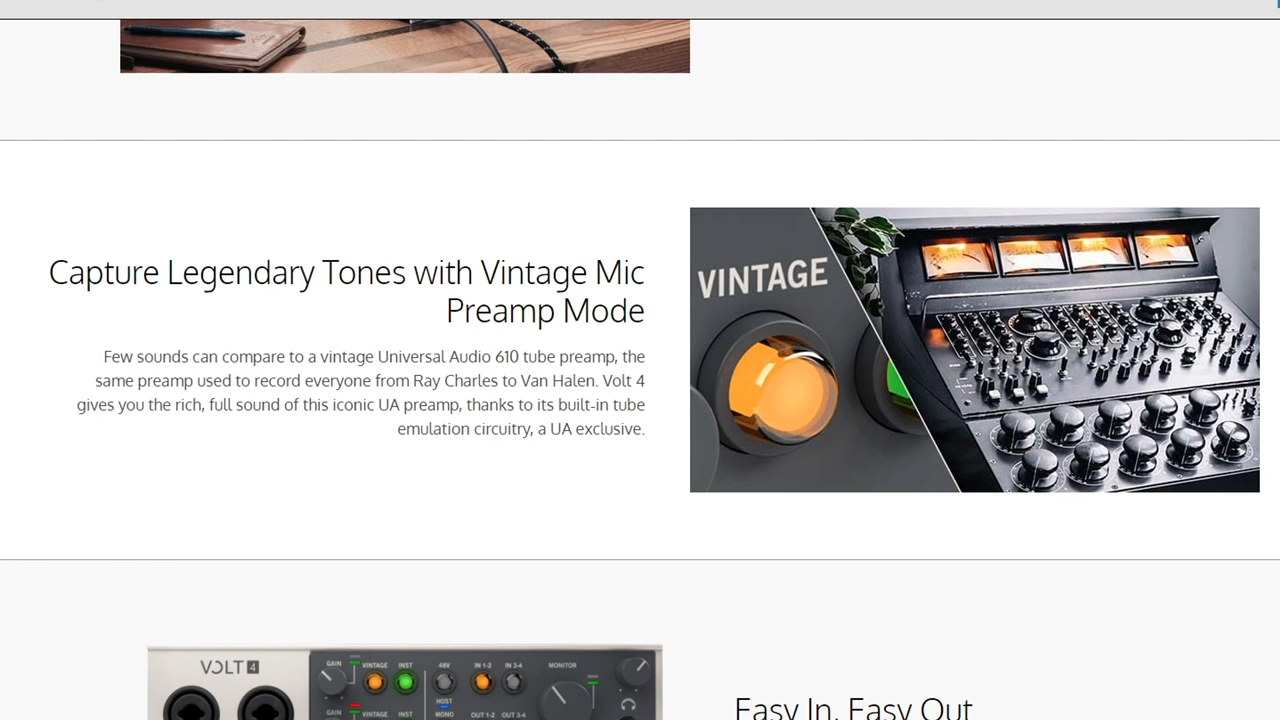 Capture Legendary Tones with Vintage Mic
Preamp Mode
Few sounds can compare to a vintage Universal Audio 610 tube preamp, the
same preamp used to record everyone from Ray Charles to Van Halen. Volt 4
gives you the rich, full sound of this iconic UA preamp, thanks to its built-in tube
emulation circuitry, a UA exclusive.
VINTAGE
VOLT 4
GAIN VINTAGE INST 48V IN 1-2 IN 3-4 MONITOR
HOST
GAIN VINTAGE INST MONO OUT 1-2 OUT 3-4
Easy In, Easy Out